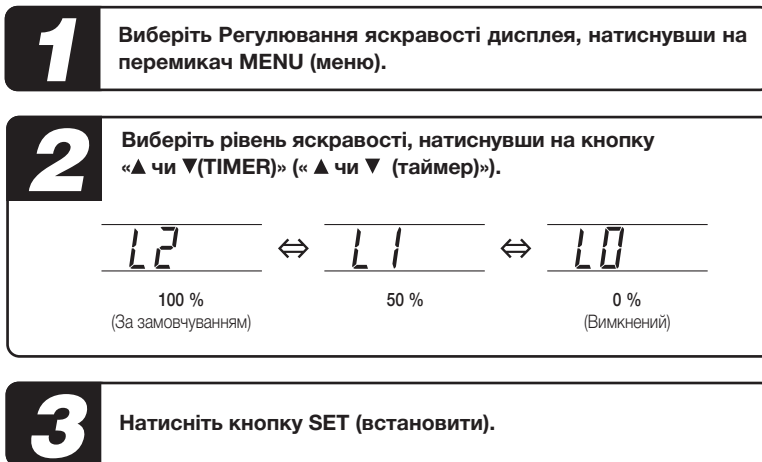 1
Виберіть Регулювання яскравості дисплея, натиснувши на
перемикач MENU (меню).
2
Виберіть рівень яскравості, натиснувши на кнопку
«▲ чи ▼(TIMER)» (« ▲ чи ▼ (таймер)»).
L2 ⇔ L1 ⇔ L0
100 % 50 % 0 %
(За замовчуванням) (Вимкнений)
3
Натисніть кнопку SET (встановити).